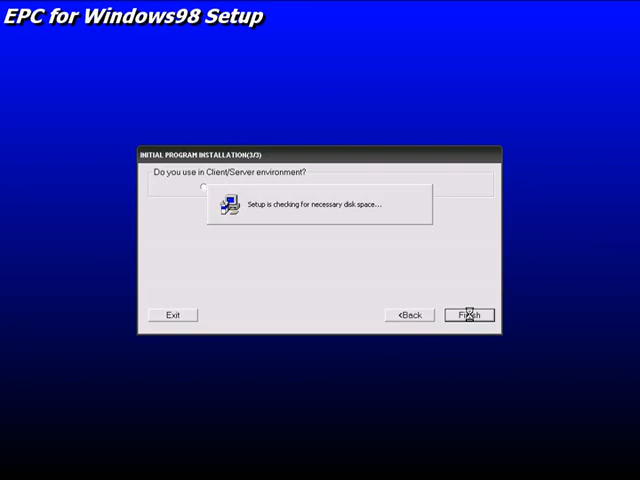 EPC for Windows98 Setup
INITIAL PROGRAM INSTALLATION(3/3)
Do you use in Client/Server environment?
Setup is checking for necessary disk space...
Exit
<Back
Finish